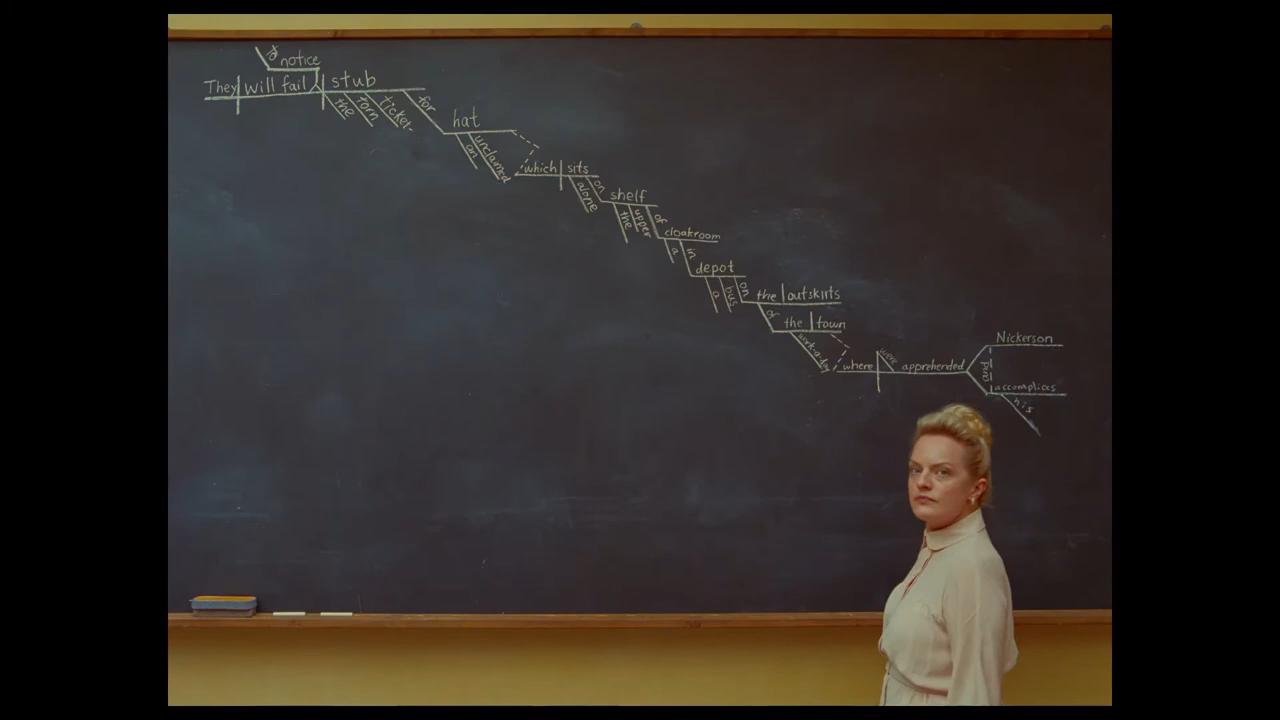 to
notice
They will fail stub
the torn ticket- for
hat
an unclaimed
which sits
alone on
shelf
the upper of
cloakroom
a in
depot
a bus on
the outskirts
of
the town
work-a-day
where were apprehended
Nickerson
and
accomplices
his